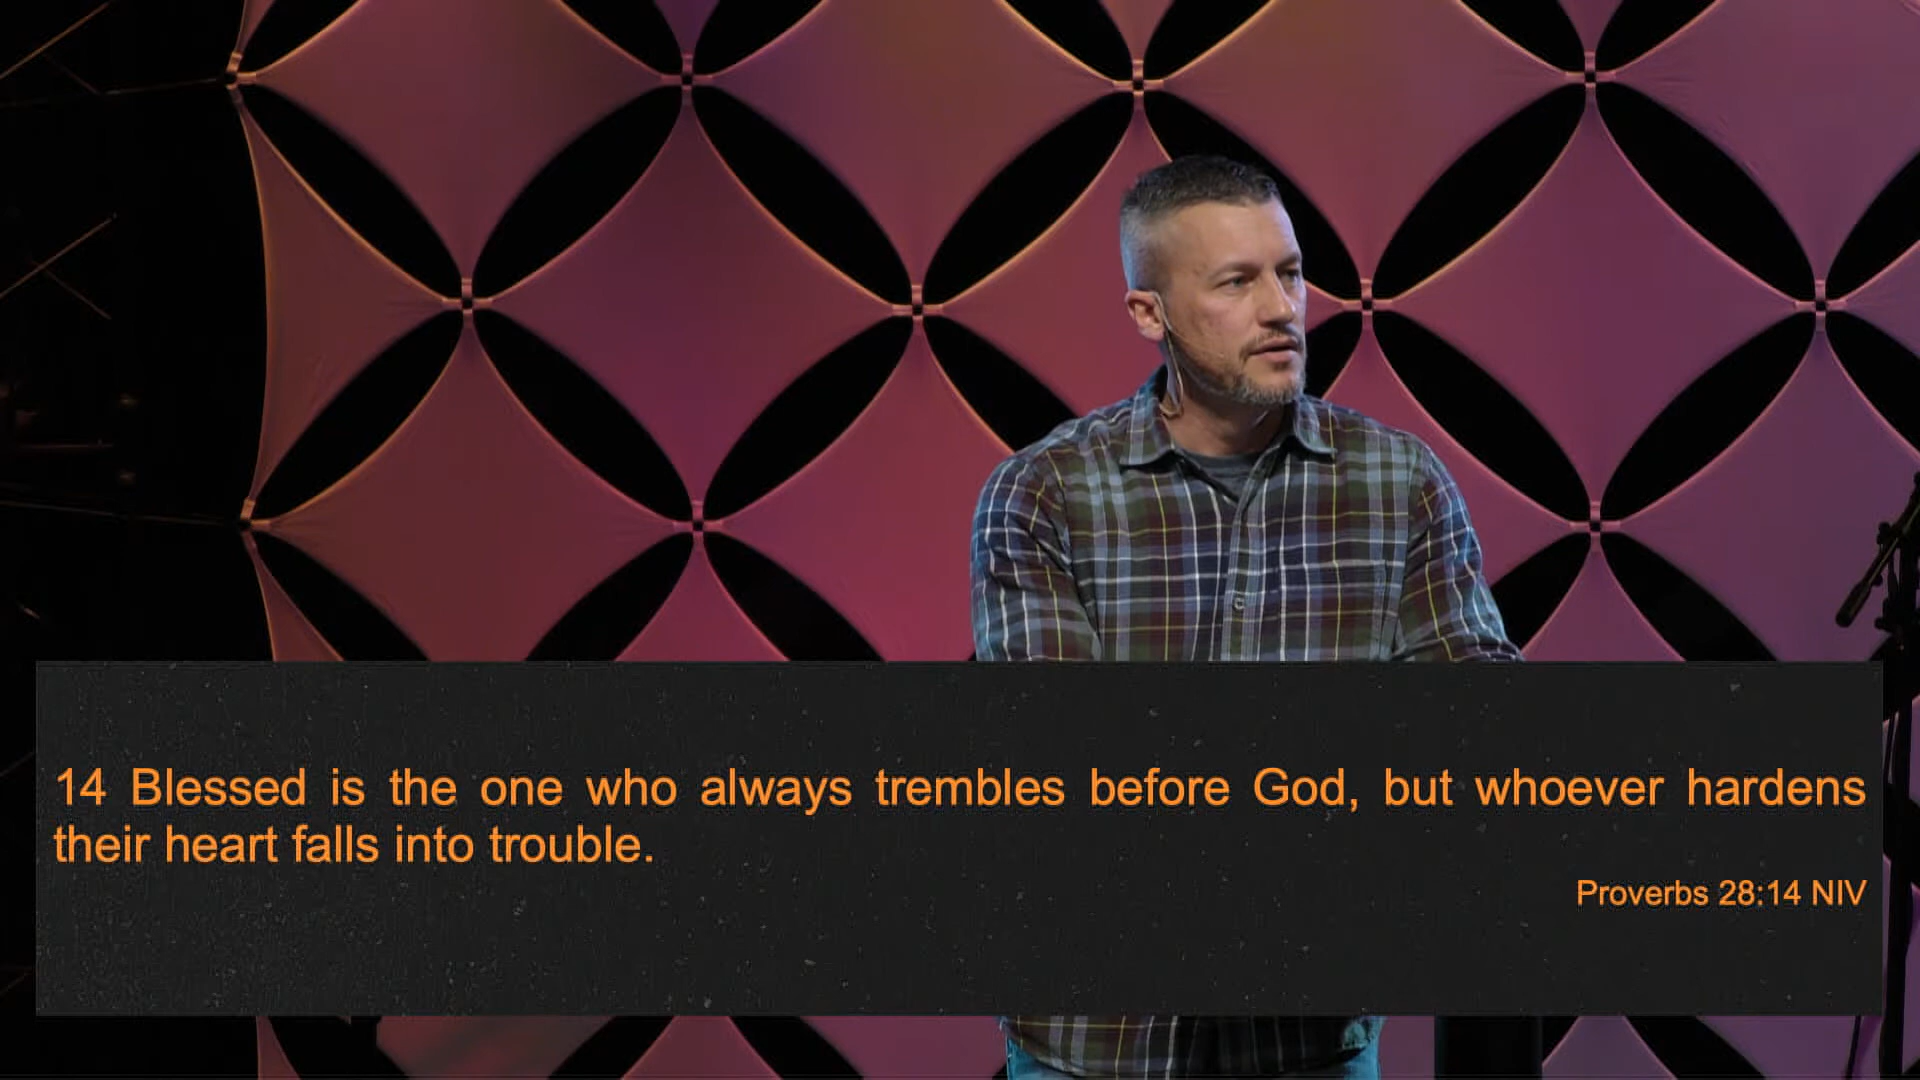 14 Blessed is the one who always trembles before God, but whoever hardens
their heart falls into trouble.
Proverbs 28:14 NIV